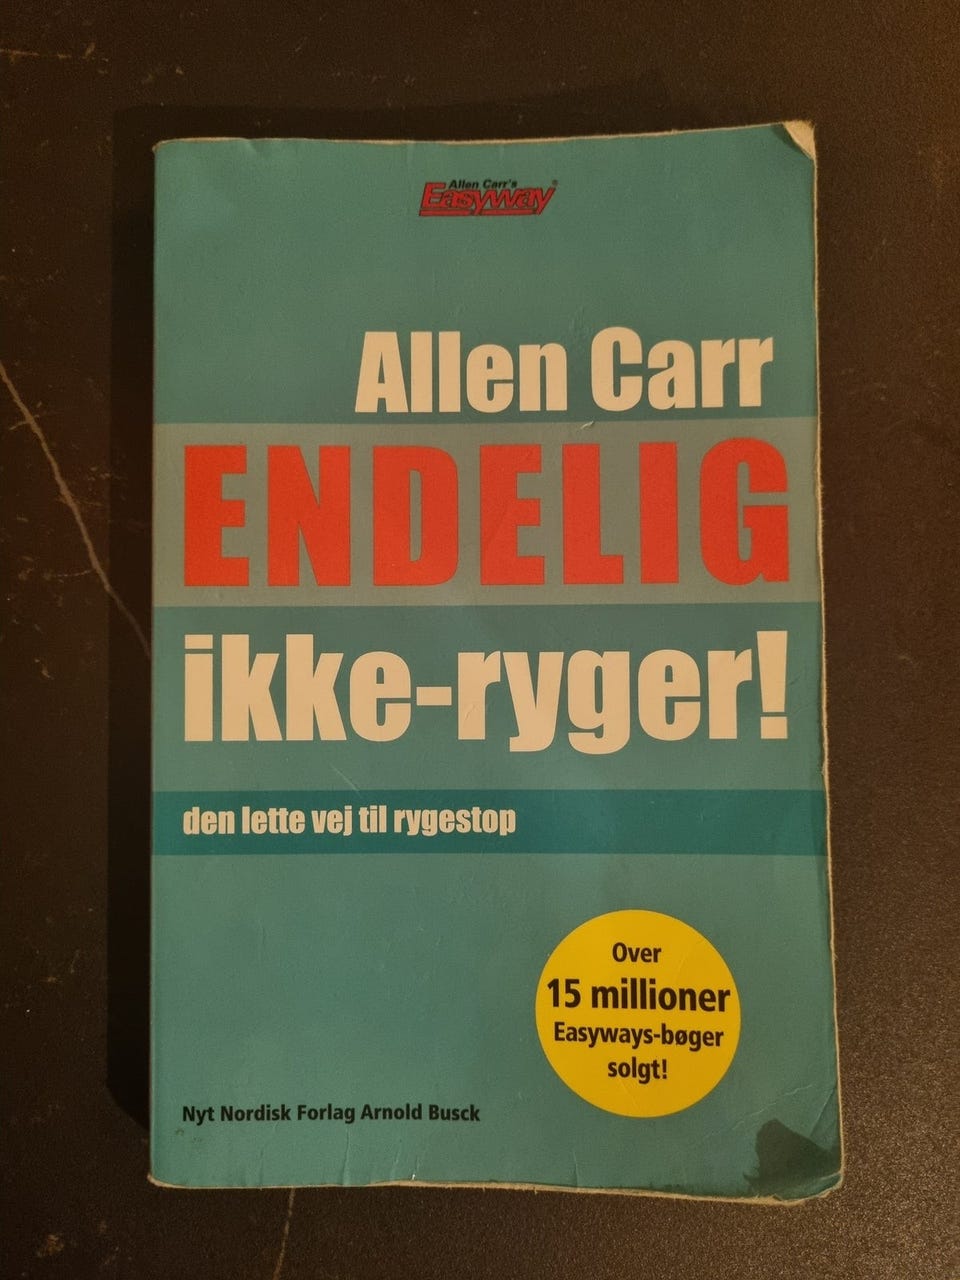 Allen Carr's
Easyway®
Allen Carr
ENDELIG
ikke-ryger!
den lette vej til rygestop
Over
15 millioner
Easyways-bøger
solgt!
Nyt Nordisk Forlag Arnold Busck